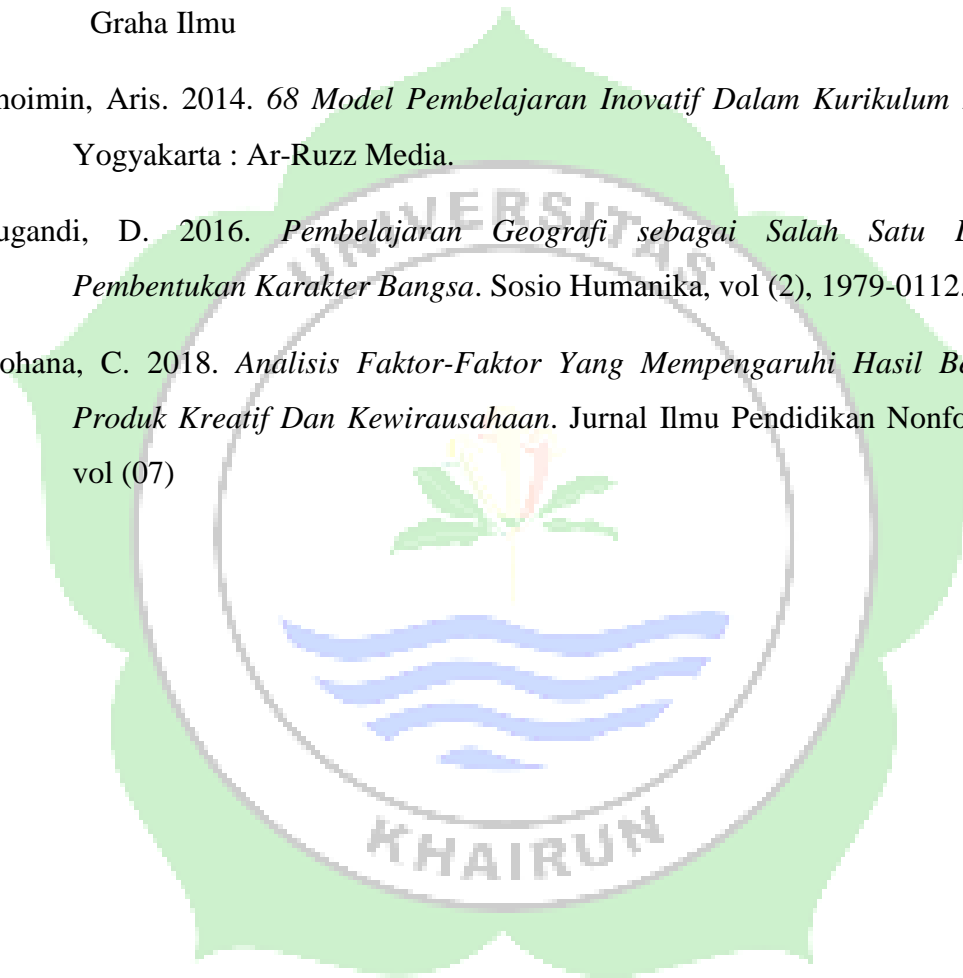 Graha Ilmu
hoimin, Aris. 2014. 68 Model Pembelajaran Inovatif Dalam Kurikulum
Yogyakarta : Ar-Ruzz Media.
ugandi, D. 2016. Pembelajaran Geografi sebagai Salah Satu
Pembentukan Karakter Bangsa. Sosio Humanika, vol (2), 1979-0112.
ohana, C. 2018. Analisis Faktor-Faktor Yang Mempengaruhi Hasil Be
Produk Kreatif Dan Kewirausahaan. Jurnal Ilmu Pendidikan Nonfo
vol (07)
UNIVERSITAS
KHAIRUN